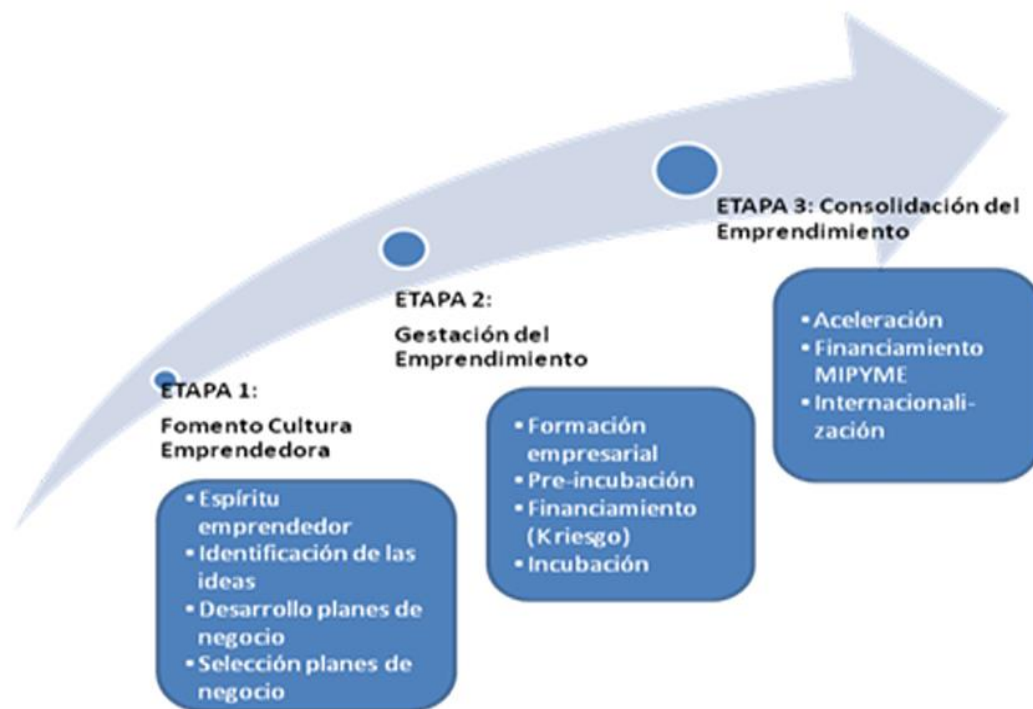 ETAPA 1:
Fomento Cultura
Emprendedora
• Espíritu
emprendedor
• Identificación de las
ideas
• Desarrollo planes de
negocio
• Selección planes de
negocio
ETAPA 2:
Gestación del
Emprendimiento
• Formación
empresarial
• Pre-incubación
• Financiamiento
(K riesgo)
• Incubación
ETAPA 3: Consolidación del
Emprendimiento
• Aceleración
• Financiamiento
MIPYME
• Internacionali-
zación